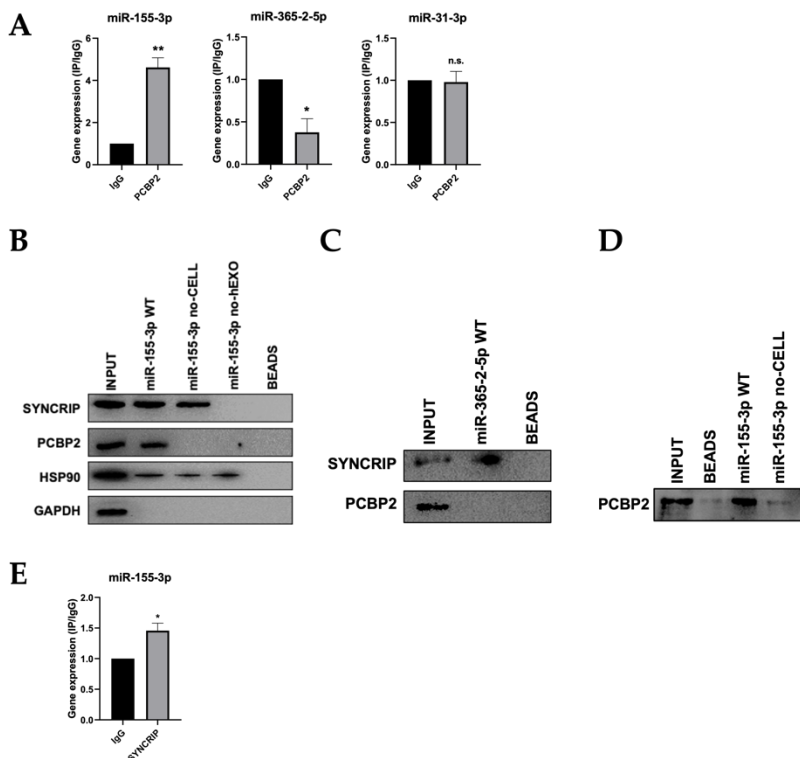 A
miR-155-3p
Gene expression (IP/IgG)
6
4
2
0
**
IgG
PCBP2
miR-365-2-5p
Gene expression (IP/IgG)
1.5
1.0
0.5
0.0
*
IgG
PCBP2
miR-31-3p
Gene expression (IP/IgG)
1.5
1.0
0.5
0.0
n.s.
IgG
PCBP2
B
INPUT
miR-155-3p WT
miR-155-3p no-CELL
miR-155-3p no-hEXO
BEADS
SYNCRIP
PCBP2
HSP90
GAPDH
C
INPUT
miR-365-2-5p WT
BEADS
SYNCRIP
PCBP2
D
INPUT
BEADS
miR-155-3p WT
miR-155-3p no-CELL
PCBP2
E
miR-155-3p
Gene expression (IP/IgG)
2.0
1.5
1.0
0.5
0.0
*
IgG
SYNCRIP